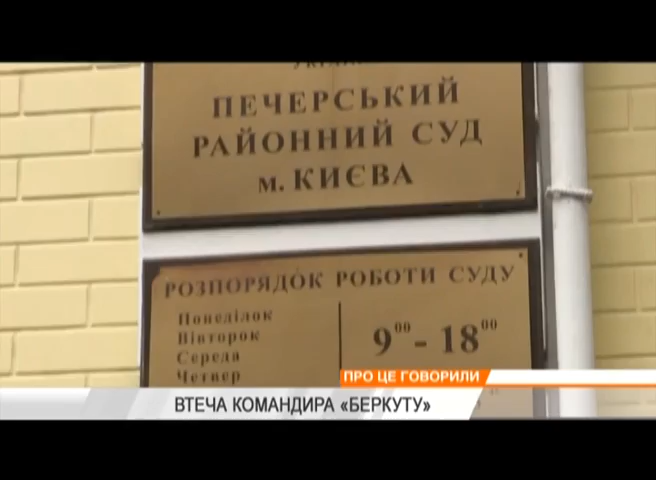 ПЕЧЕРСЬКИЙ
РАЙОННИЙ СУД
м. КИЄВА
РОЗПОРЯДОК РОБОТИ СУДУ
Понеділок
Вівторок
Середа
Четвер
9⁰⁰ - 18⁰⁰
ПРО ЦЕ ГОВОРИЛИ
ВТЕЧА КОМАНДИРА «БЕРКУТУ»